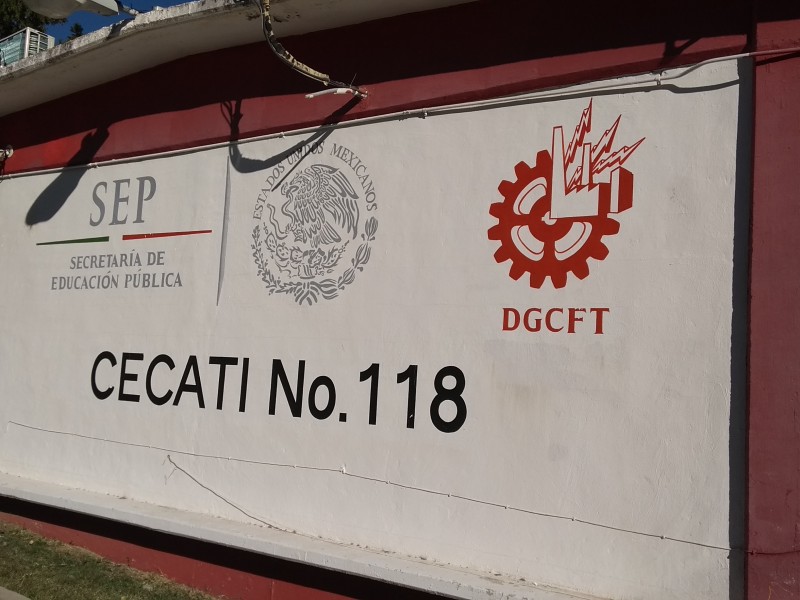 SEP
SECRETARÍA DE
EDUCACIÓN PÚBLICA
ESTADOS UNIDOS MEXICANOS
DGCFT
CECATI No. 118